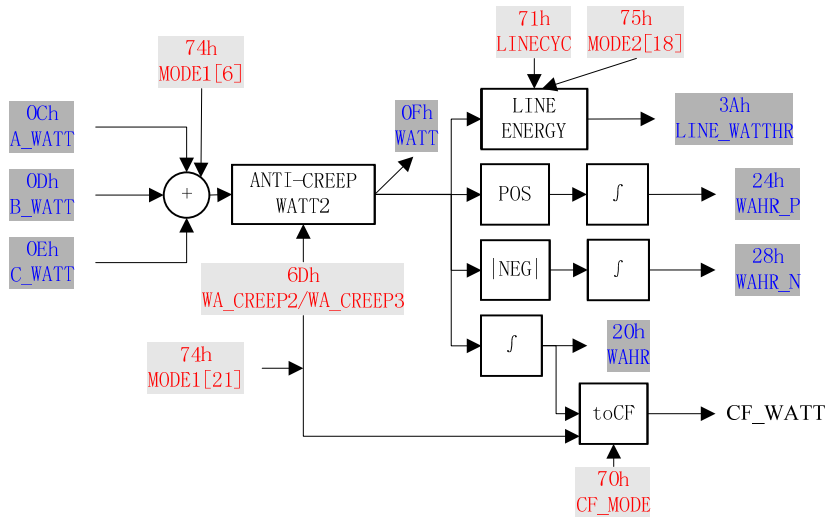 74h
MODE1[6]
71h
LINECYC
75h
MODE2[18]
0Ch
A_WATT
0Fh
WATT
LINE
ENERGY
3Ah
LINE_WATTHR
0Dh
B_WATT
+
ANTI-CREEP
WATT2
POS
∫
24h
WAHR_P
0Eh
C_WATT
6Dh
WA_CREEP2/WA_CREEP3
|NEG|
∫
28h
WAHR_N
∫
20h
WAHR
74h
MODE1[21]
toCF
CF_WATT
70h
CF_MODE